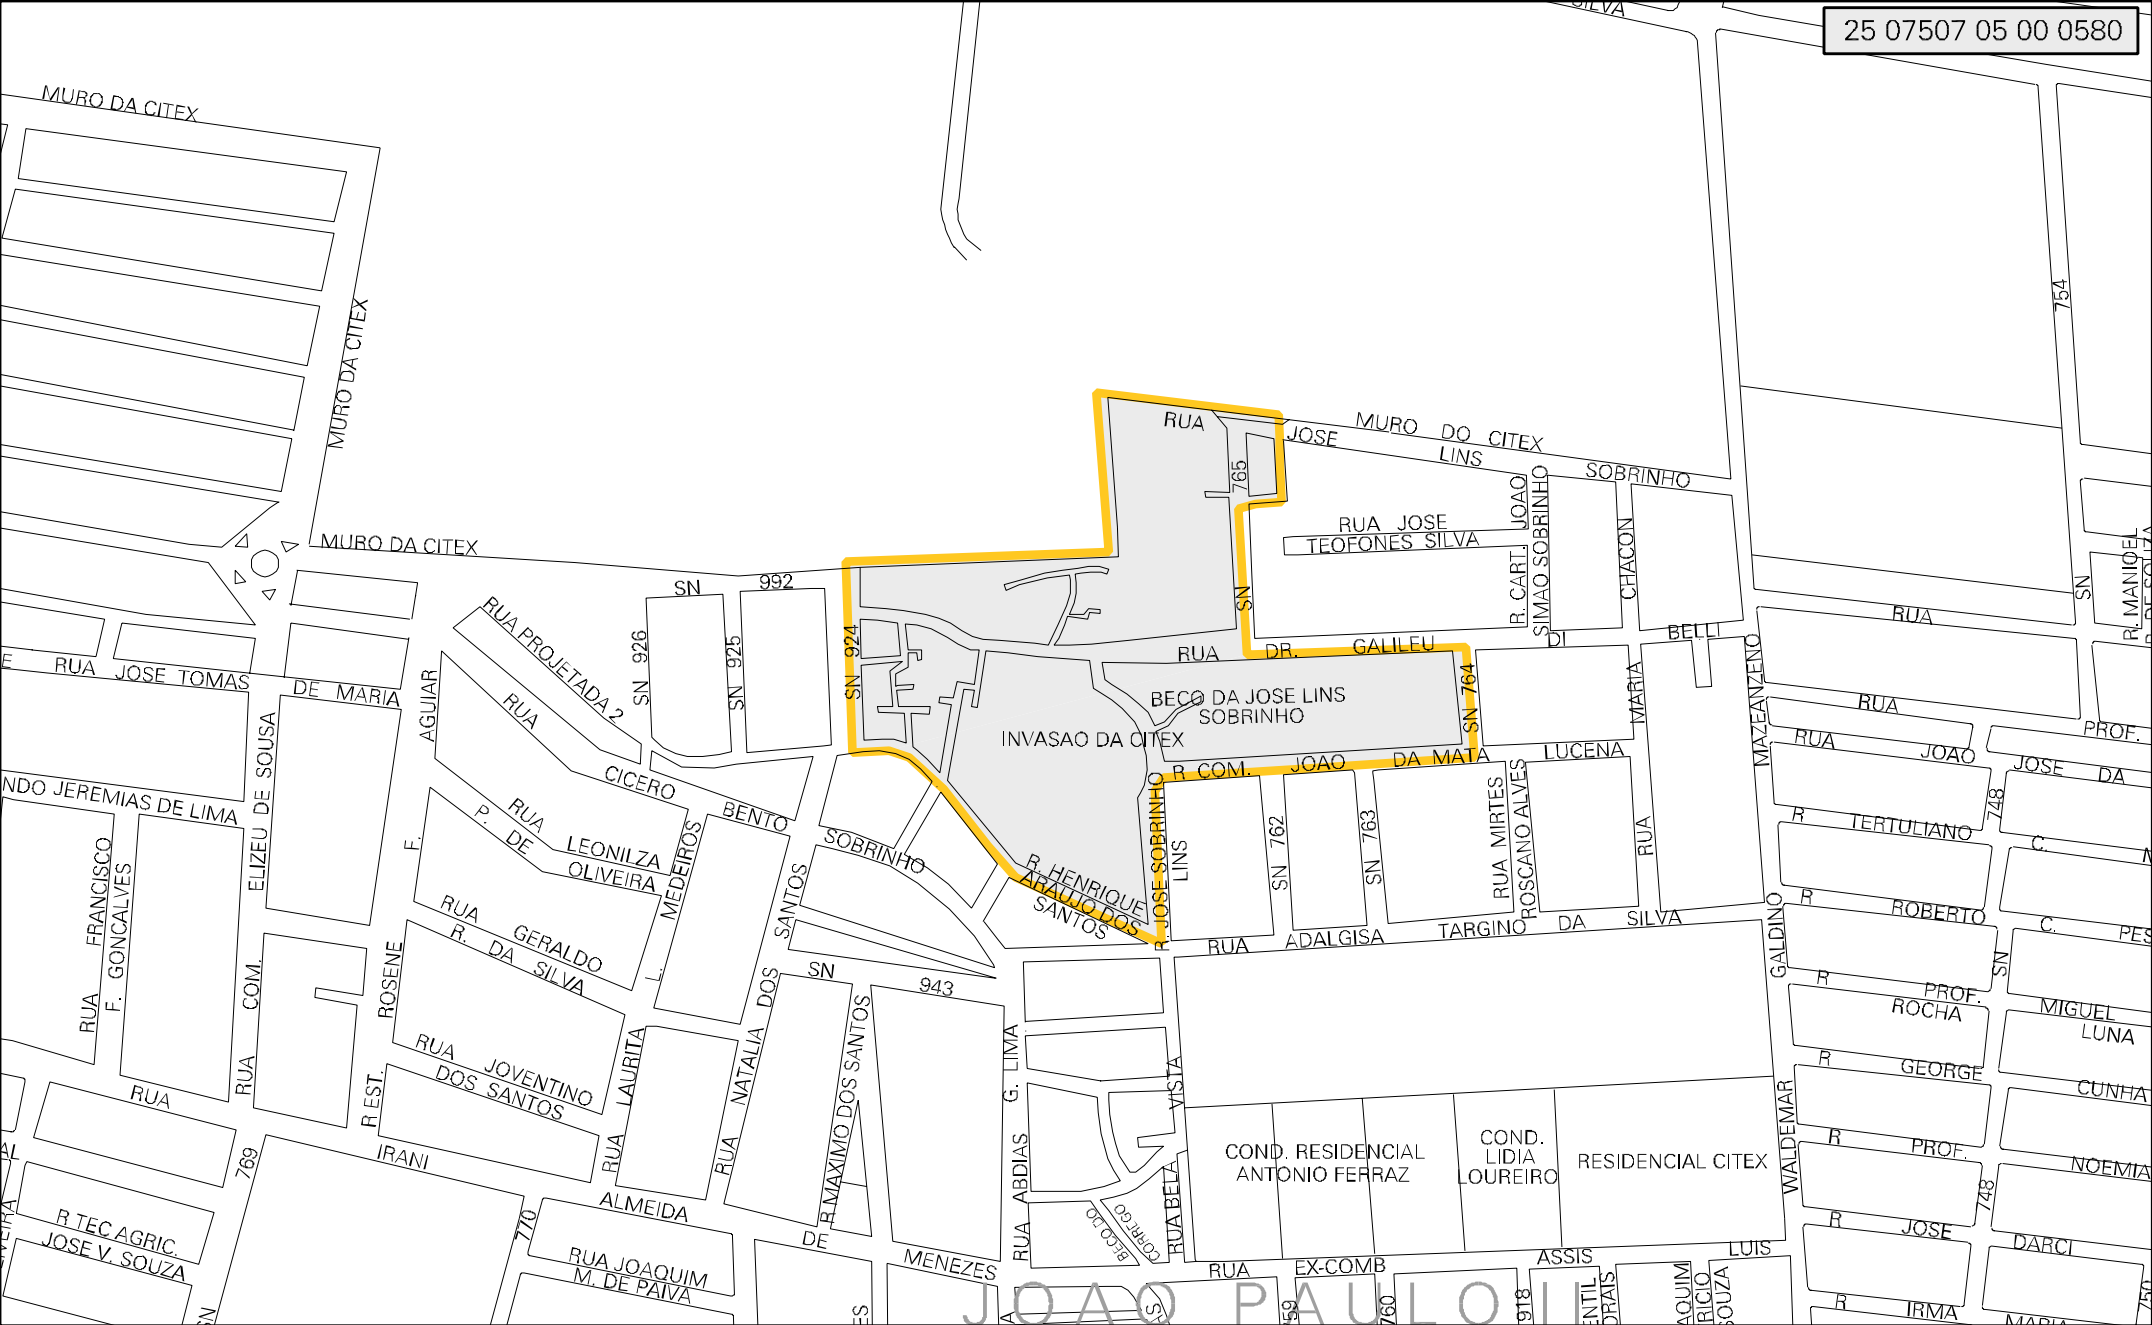 25 07507 05 00 0580
SILVA
MURO DA CITEX
MURO DA CITEX
MURO DA CITEX
754
RUA JOSE LINS SOBRINHO
MURO DO CITEX
765
RUA JOSE
TEOFONES SILVA
R. CART. JOAO
SIMAO SOBRINHO
CHACON
SN
R. MANOEL
SN 992
SN 926
SN 925
SN 924
RUA PROJETADA 2
SN
RUA DR. GALILEU DI BELLI
RUA
RUA JOSE TOMAS DE MARIA
BECO DA JOSE LINS
SOBRINHO
INVASAO DA CITEX
SN 764
RUA MARIA
RUA
PROF.
RUA JOAO
JOSE DA
R COM. JOAO DA MATA LUCENA
RUA CICERO BENTO SOBRINHO
NDO JEREMIAS DE LIMA
RUA COM. ELIZEU DE SOUSA
R EST. ROSENE F. AGUIAR
RUA LEONILZA
P. DE OLIVEIRA
RUA FRANCISCO
F. GONCALVES
RUA LAURITA L. MEDEIROS
RUA NATALIA DOS SANTOS
R. HENRIQUE
ARAUJO DOS
SANTOS
R. JOSE SOBRINHO
LINS
SN 762
SN 763
RUA MIRTES
ROSCANO ALVES
748
R TERTULIANO
C.
R ROBERTO
C. PES
RUA GERALDO
R. DA SILVA
RUA ADALGISA TARGINO DA SILVA
SN 943
SN
R PROF.
ROCHA
MIGUEL
LUNA
R GEORGE
CUNHA
RUA JOVENTINO
DOS SANTOS
R MAXIMO DOS SANTOS
RUA ABDIAS G. LIMA
RUA BELA VISTA
WALDEMAR GALDINO MAZEANZENO
R PROF.
NOEMIA
COND. RESIDENCIAL
ANTONIO FERRAZ
COND.
LIDIA
LOUREIRO
RESIDENCIAL CITEX
748
RUA IRANI ALMEIDA DE MENEZES
769
770
R TEC AGRIC.
JOSE V. SOUZA
RUA JOAQUIM
M. DE PAIVA
BECO DO
CORREGO
RUA EX-COMB ASSIS LUIS
R JOSE
DARCI
R IRMA
SN
760
918
SOUZA
JOAO PAULO II